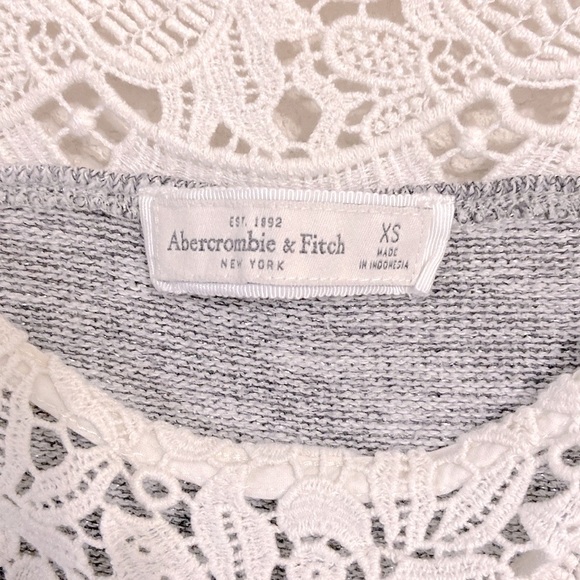 EST. 1892
Abercrombie & Fitch
NEW YORK
XS
MADE
IN INDONESIA